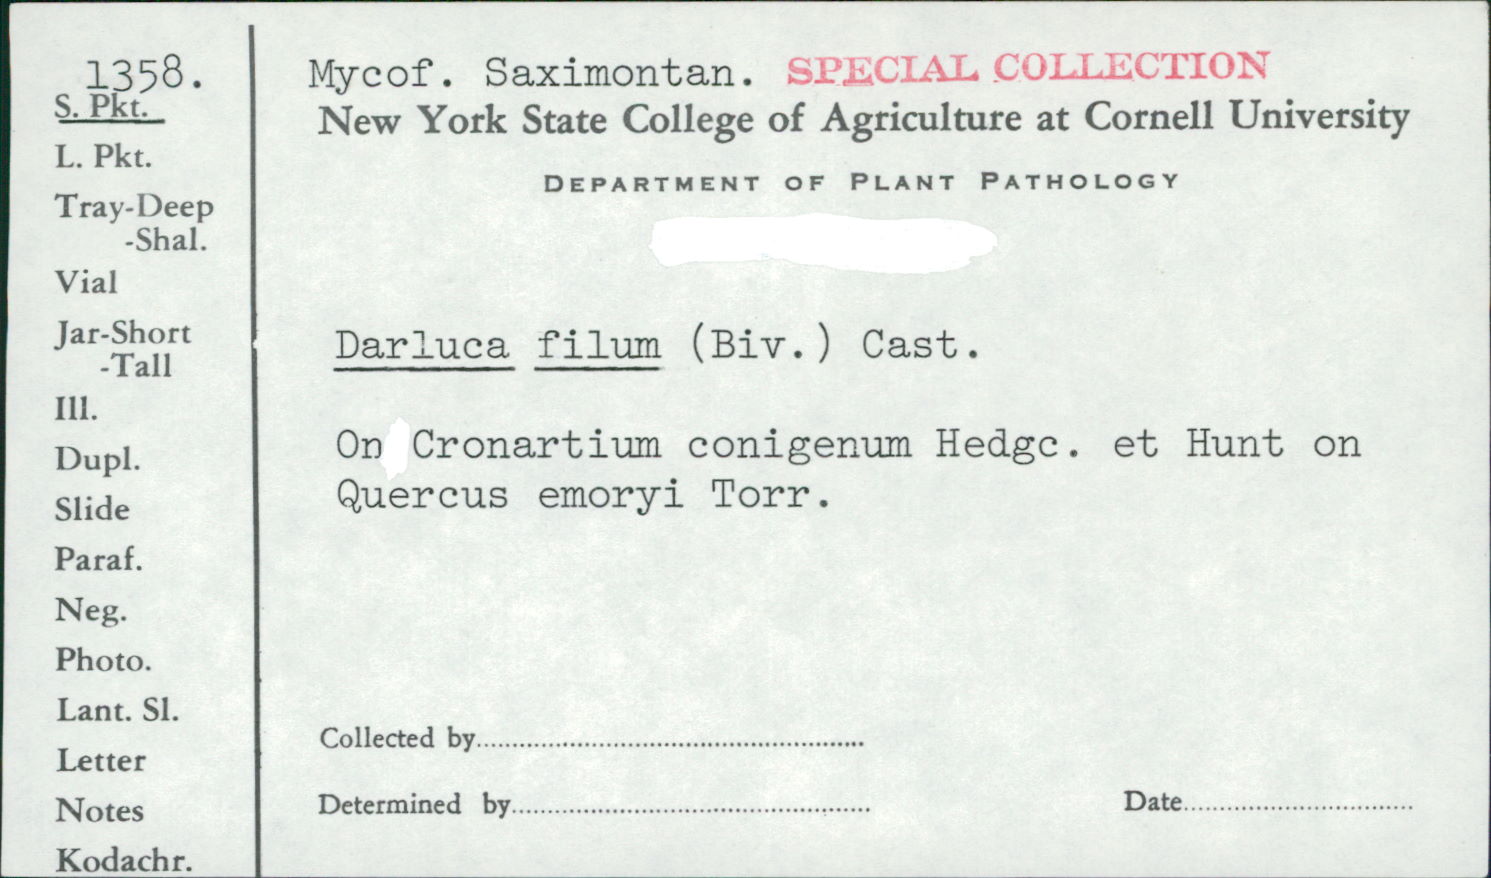 1358.
S. Pkt.
L. Pkt.
Tray-Deep
-Shal.
Vial
Jar-Short
-Tall
Ill.
Dupl.
Slide
Paraf.
Neg.
Photo.
Lant. Sl.
Letter
Notes
Kodachr.
Mycof. Saximontan. SPECIAL COLLECTION
New York State College of Agriculture at Cornell University
DEPARTMENT OF PLANT PATHOLOGY
Darluca filum (Biv.) Cast.
On Cronartium conigenum Hedgc. et Hunt on
Quercus emoryi Torr.
Collected by
Determined by
Date